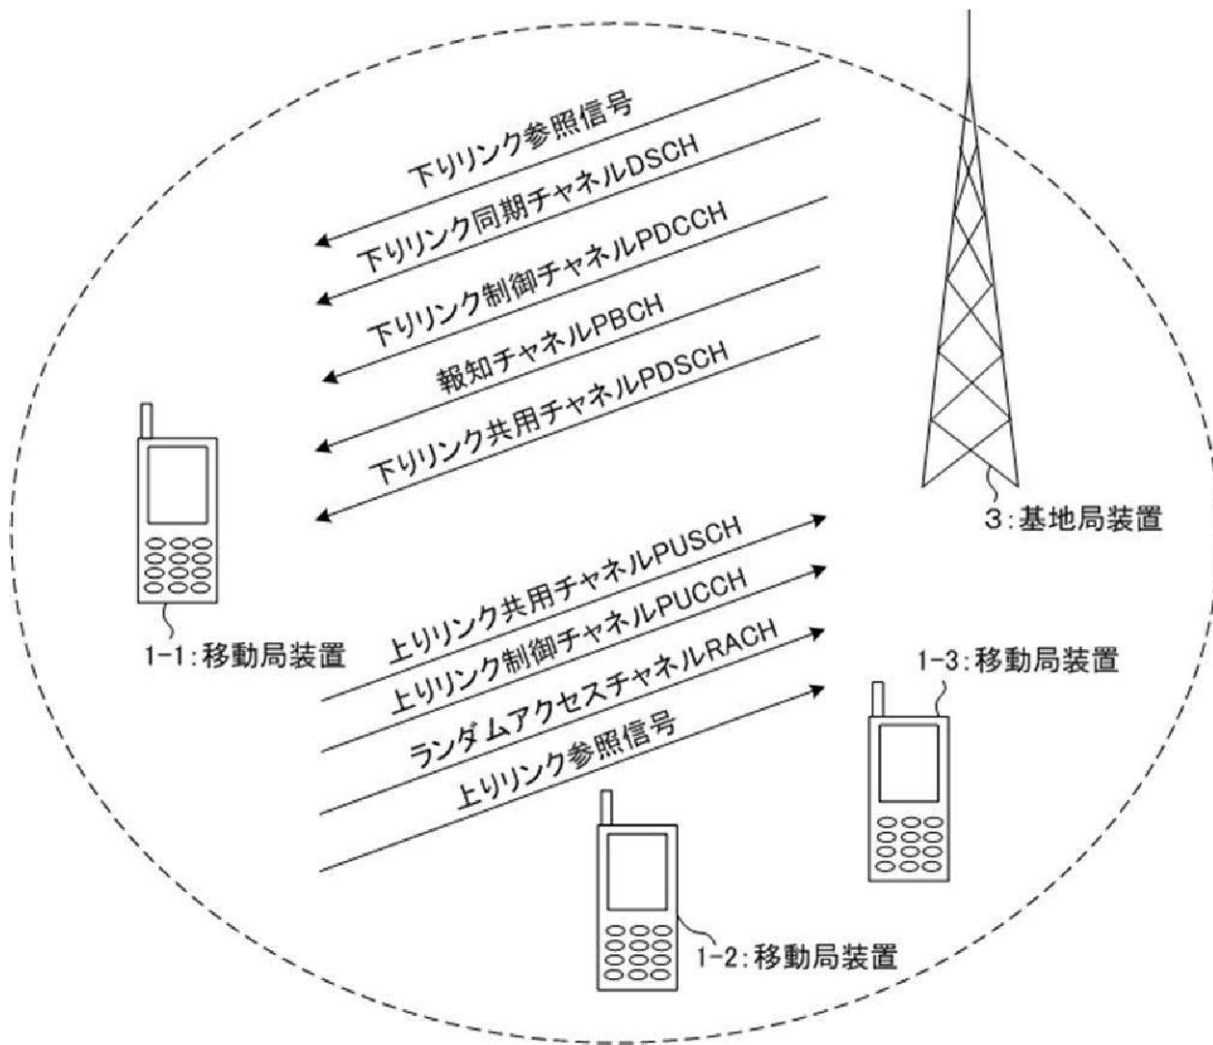 下りリンク参照信号
下りリンク同期チャネルDSCH
下りリンク制御チャネルPDCCH
報知チャネルPBCH
下りリンク共用チャネルPDSCH
3:基地局装置
上りリンク共用チャネルPUSCH
上りリンク制御チャネルPUCCH
ランダムアクセスチャネルRACH
上りリンク参照信号
1-1:移動局装置
1-3:移動局装置
1-2:移動局装置